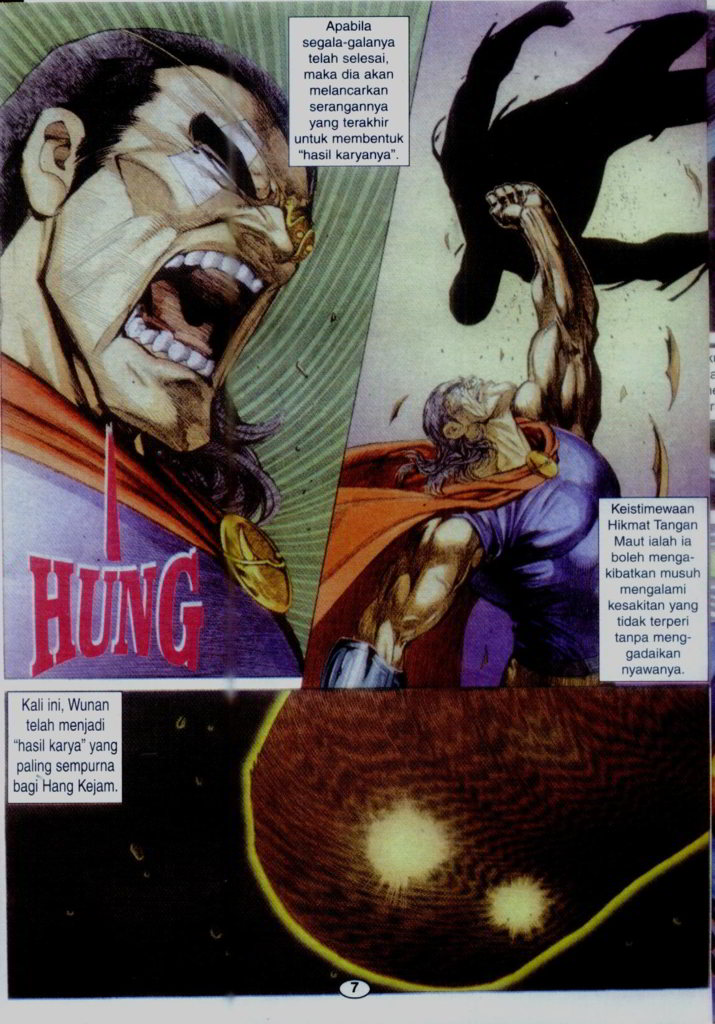 Apabila
segala-galanya
telah selesai,
maka dia akan
melancarkan
serangannya
yang terakhir
untuk membentuk
“hasil karyanya”.
HUNG
Keistimewaan
Hikmat Tangan
Maut ialah ia
boleh menga-
kibatkan musuh
mengalami
kesakitan yang
tidak terperi
tanpa meng-
gadaikan
nyawanya.
Kali ini, Wunan
telah menjadi
“hasil karya” yang
paling sempurna
bagi Hang Kejam.
7